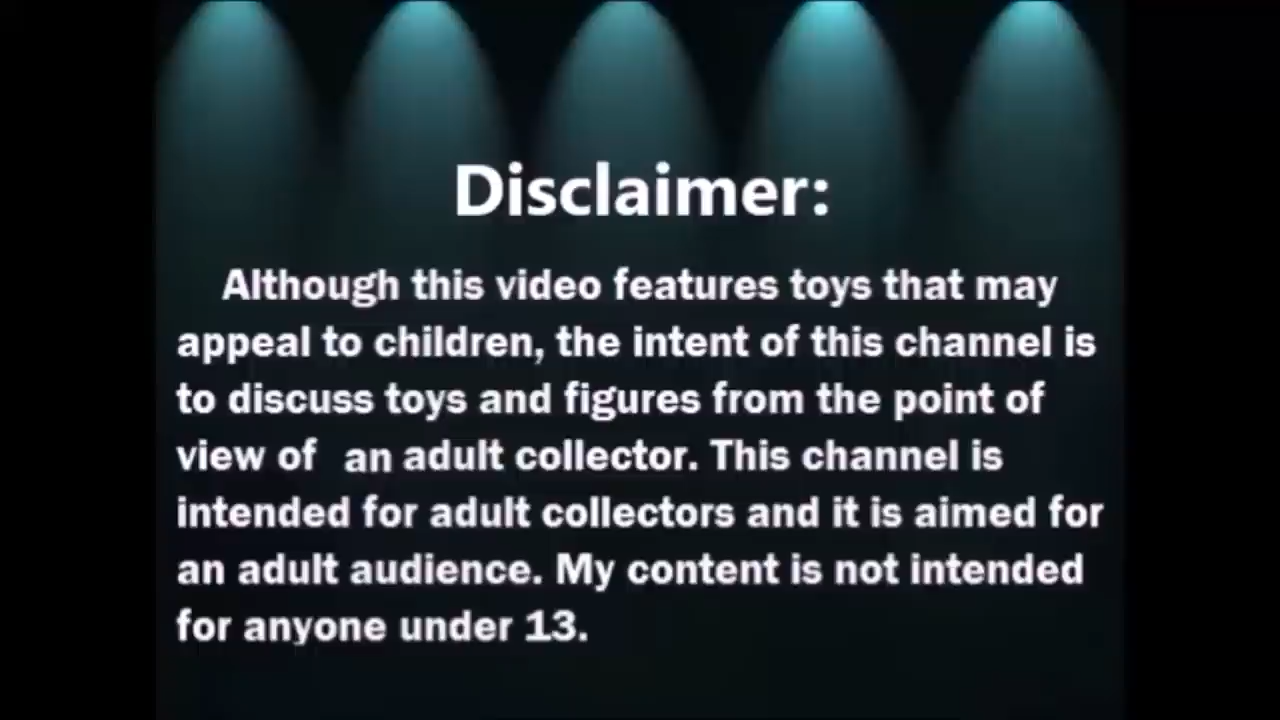 Disclaimer:
Although this video features toys that may
appeal to children, the intent of this channel is
to discuss toys and figures from the point of
view of an adult collector. This channel is
intended for adult collectors and it is aimed for
an adult audience. My content is not intended
for anyone under 13.